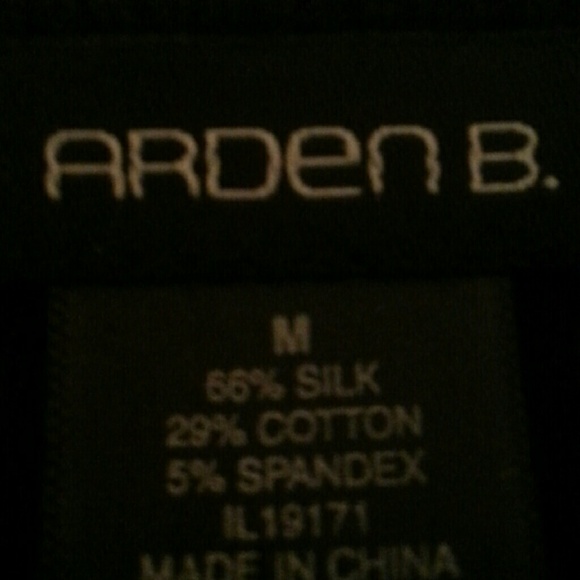 ARDen B.
M
66% SILK
29% COTTON
5% SPANDEX
IL19171
MADE IN CHINA